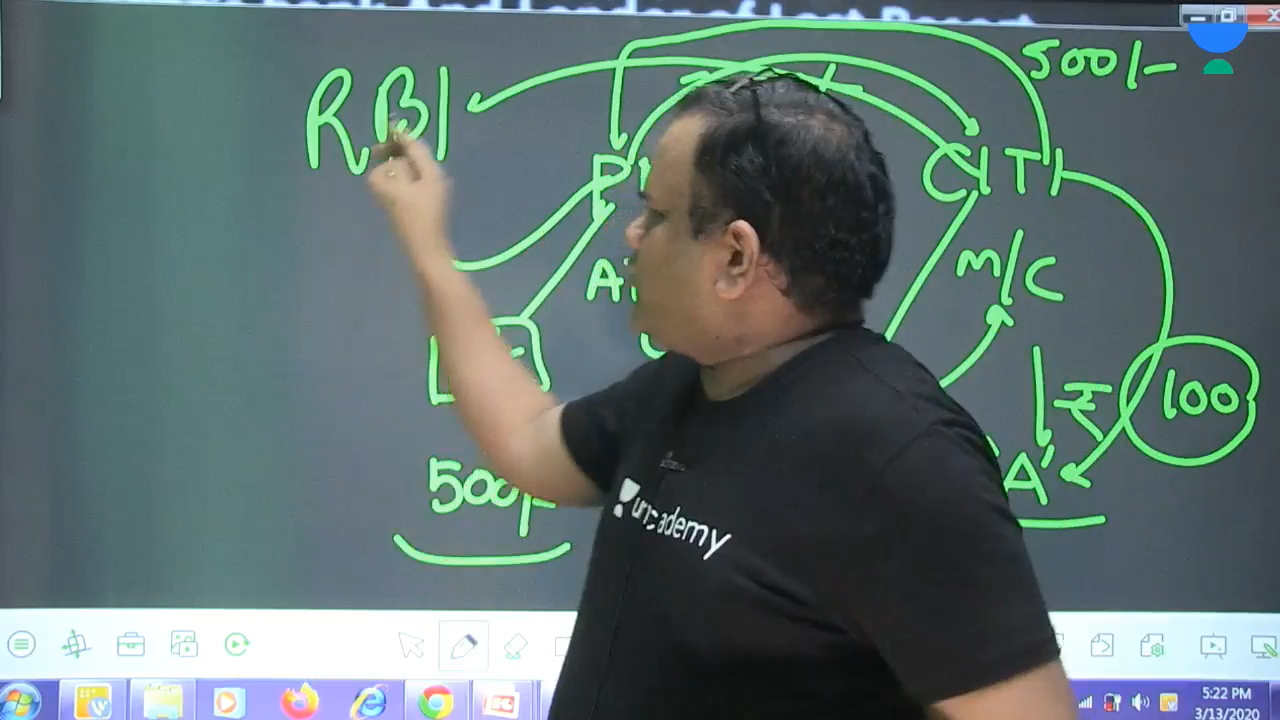 500/-
RBI
CITI
M/C
100
₹
'A'
500/-
unacademy
5:22 PM
3/13/2020